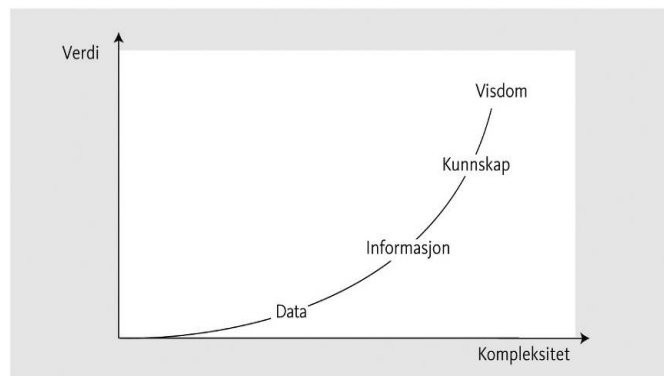 Verdi
Visdom
Kunnskap
Informasjon
Data
Kompleksitet